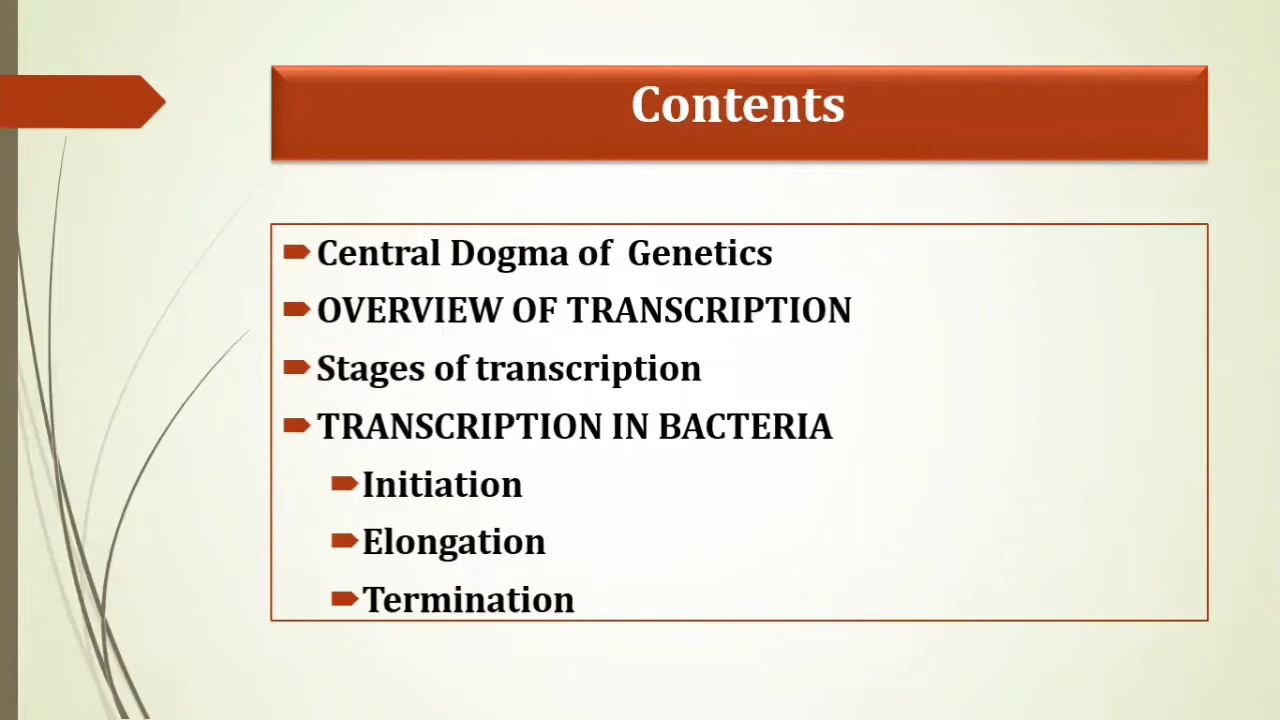 Contents
Central Dogma of  Genetics
OVERVIEW OF TRANSCRIPTION
Stages of transcription
TRANSCRIPTION IN BACTERIA
Initiation
Elongation
Termination